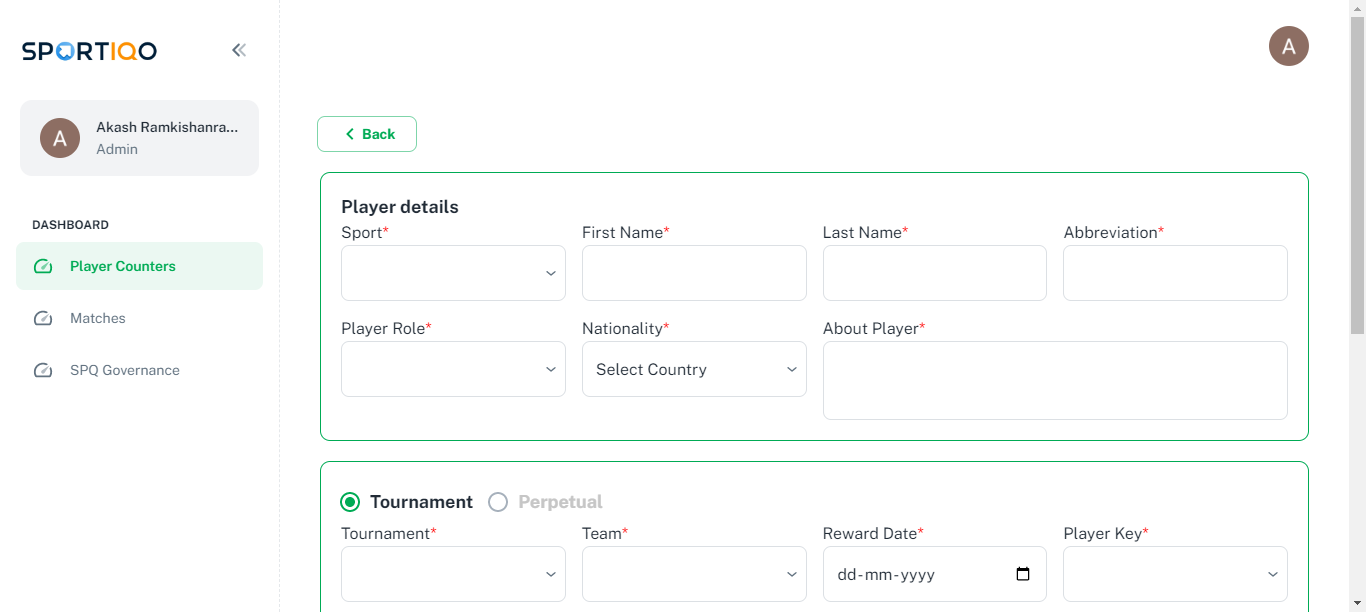 SPORTIQO
A
A
Akash Ramkishanra...
Admin
DASHBOARD
Player Counters
Matches
SPQ Governance
Back
Player details
Sport* First Name* Last Name* Abbreviation*
Player Role* Nationality* About Player*
Select Country
Tournament Perpetual
Tournament* Team* Reward Date* Player Key*
dd-mm-yyyy